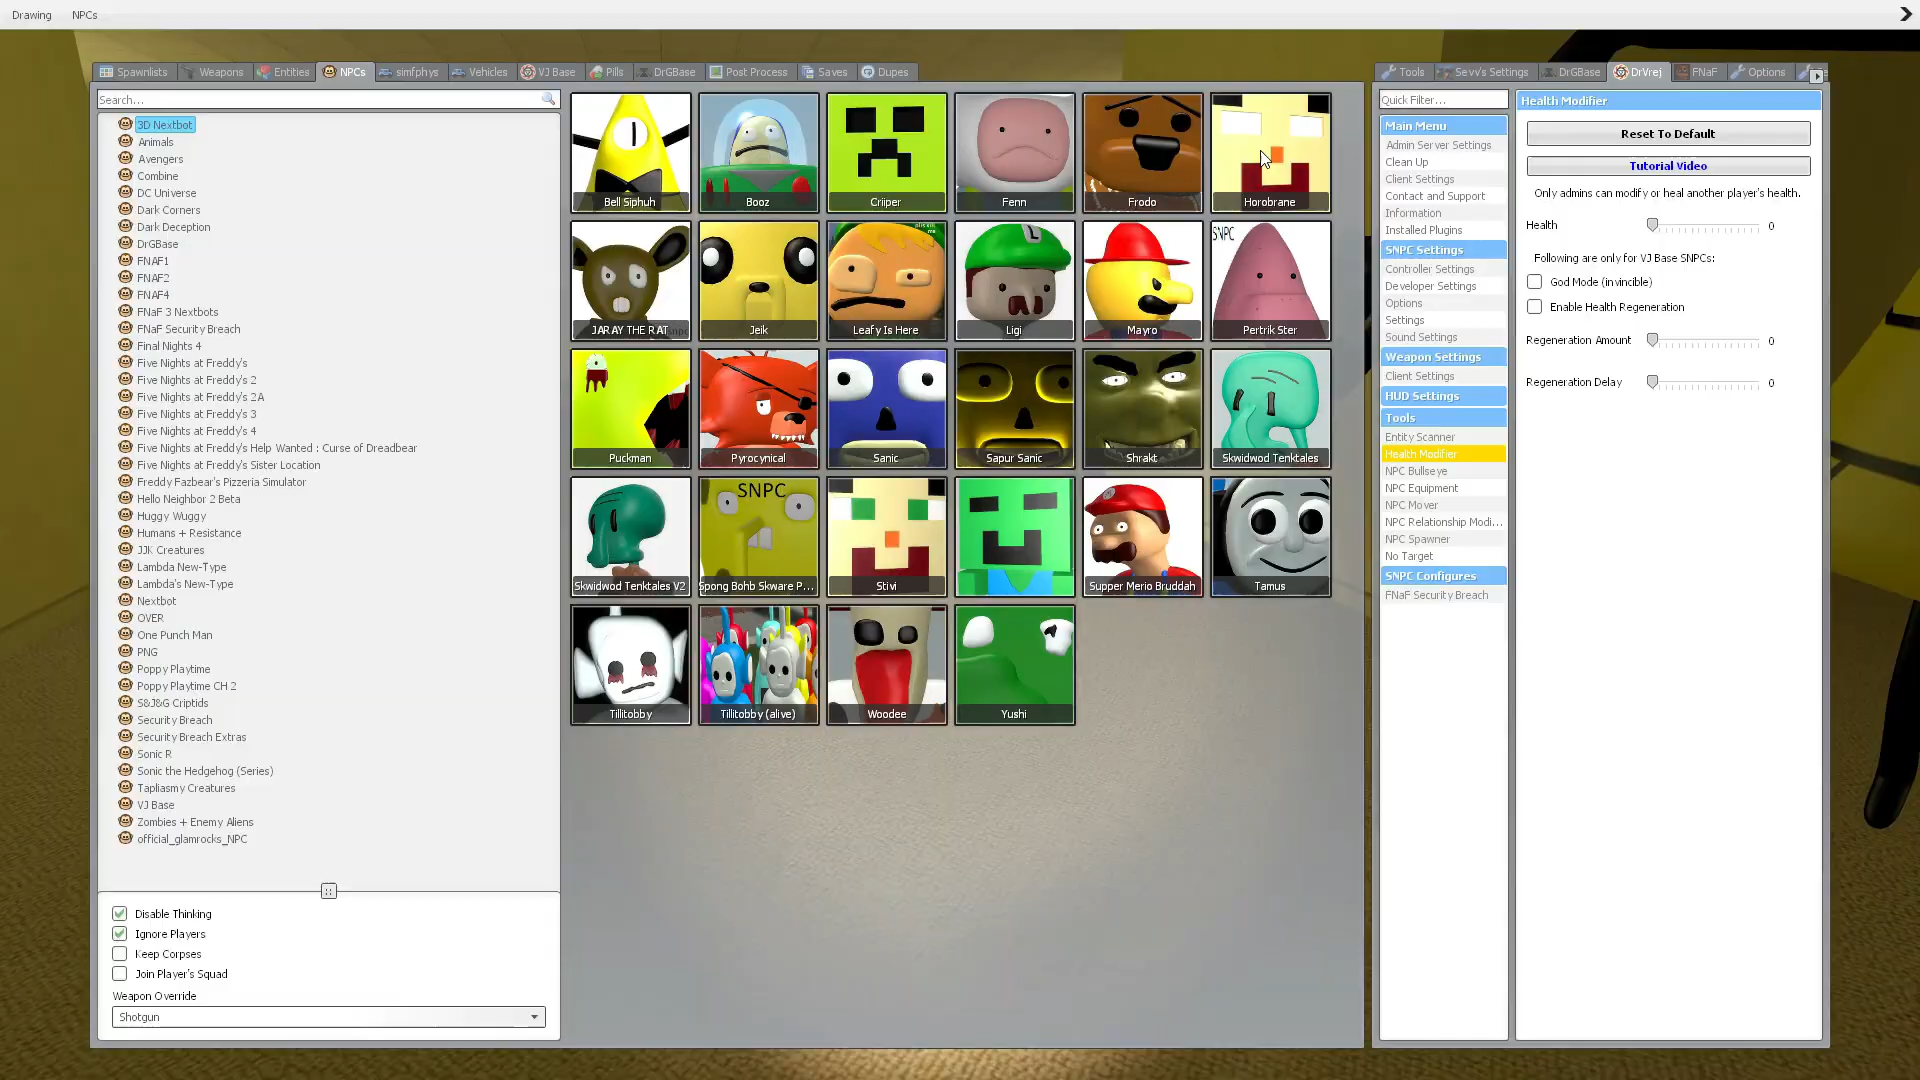 Drawing NPCs
Spawnlists Weapons Entities NPCs simfphys Vehicles VJ Base Pills DrGBase Post Process Saves Dupes
Search...
3D Nextbot
Animals
Avengers
Combine
DC Universe
Dark Corners
Dark Deception
DrGBase
FNAF1
FNAF2
FNAF4
FNaF 3 Nextbots
FNaF Security Breach
Final Nights 4
Five Nights at Freddy's
Five Nights at Freddy's 2
Five Nights at Freddy's 2A
Five Nights at Freddy's 3
Five Nights at Freddy's 4
Five Nights at Freddy's Help Wanted : Curse of Dreadbear
Five Nights at Freddy's Sister Location
Freddy Fazbear's Pizzeria Simulator
Hello Neighbor 2 Beta
Huggy Wuggy
Humans + Resistance
JJK Creatures
Lambda New-Type
Lambda's New-Type
Nextbot
OVER
One Punch Man
PNG
Poppy Playtime
Poppy Playtime CH 2
S&J&G Criptids
Security Breach
Security Breach Extras
Sonic R
Sonic the Hedgehog (Series)
Tapliasmy Creatures
VJ Base
Zombies + Enemy Aliens
official_glamrocks_NPC
Disable Thinking
Ignore Players
Keep Corpses
Join Player's Squad
Weapon Override
Shotgun
Bell Siphuh Booz Criiper Fenn Frodo Horobrane
L
SNPC
JARAY THE RAT Jeik Leafy Is Here Ligi Mayro Pertrik Ster
Puckman Pyrocynical Sanic Sapur Sanic Shrakt Skwidwod Tenktales
SNPC
Skwidwod Tenktales V2 Spong Bohb Skware P... Stivi Supper Merio Bruddah Tamus
Tillitobby Tillitobby (alive) Woodee Yushi
Tools Sevv's Settings DrGBase DrVrej FNaF Options
Quick Filter...
Main Menu
Admin Server Settings
Clean Up
Client Settings
Contact and Support
Information
Installed Plugins
SNPC Settings
Controller Settings
Developer Settings
Options
Settings
Sound Settings
Weapon Settings
Client Settings
HUD Settings
Tools
Entity Scanner
Health Modifier
NPC Bullseye
NPC Equipment
NPC Mover
NPC Relationship Modi...
NPC Spawner
No Target
SNPC Configures
FNaF Security Breach
Health Modifier
Reset To Default
Tutorial Video
Only admins can modify or heal another player's health.
Health 0
Following are only for VJ Base SNPCs:
God Mode (invincible)
Enable Health Regeneration
Regeneration Amount 0
Regeneration Delay 0